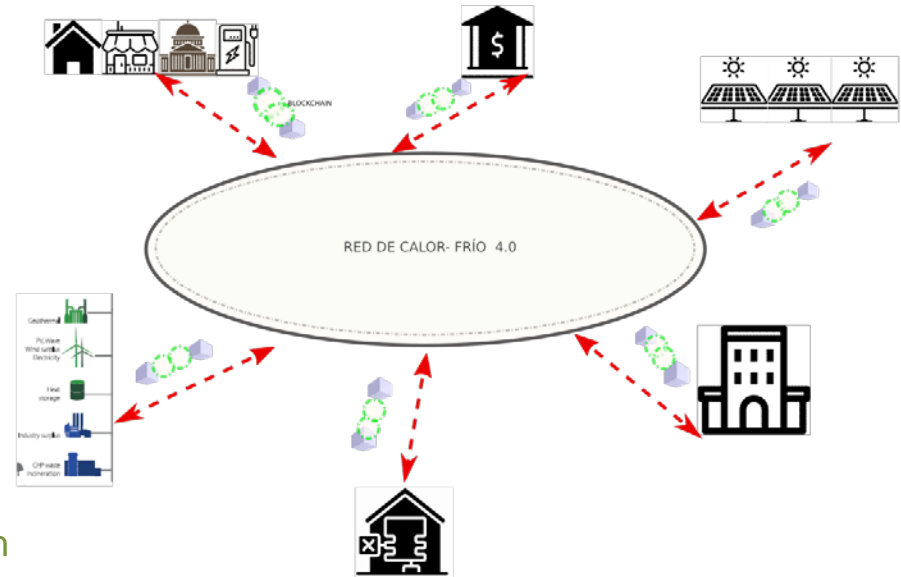 $
BLOCKCHAIN
RED DE CALOR- FRÍO 4.0
Geothermal
PV, Wave
Wind surplus
Electricity
Heat
storage
Industry surplus
CHP waste
incineration
n